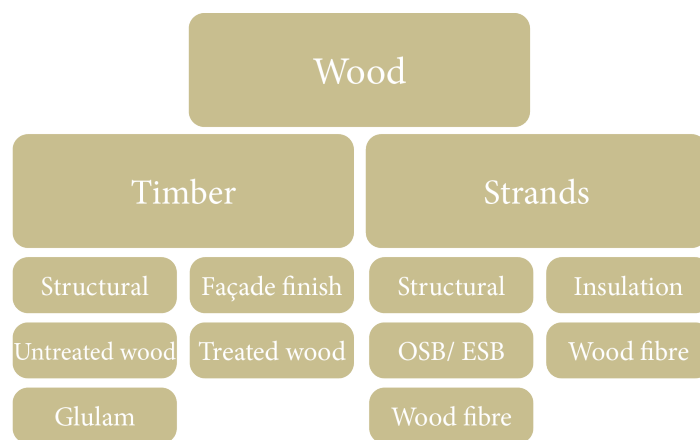 Wood
Timber
Strands
Structural
Façade finish
Structural
Insulation
Untreated wood
Treated wood
OSB/ ESB
Wood fibre
Glulam
Wood fibre